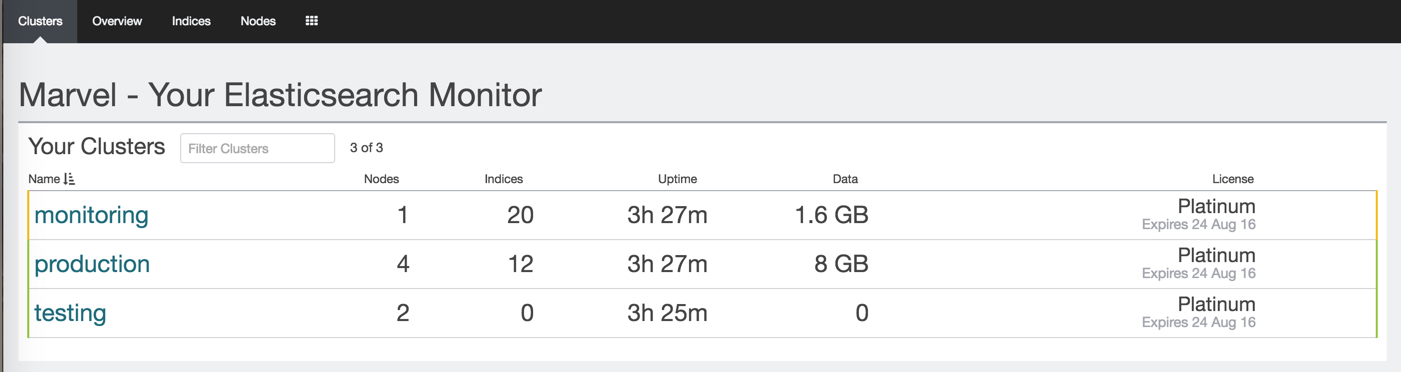 Clusters Overview Indices Nodes
Marvel - Your Elasticsearch Monitor
Your Clusters Filter Clusters 3 of 3
Name Nodes Indices Uptime Data License
monitoring 1 20 3h 27m 1.6 GB Platinum
Expires 24 Aug 16
production 4 12 3h 27m 8 GB Platinum
Expires 24 Aug 16
testing 2 0 3h 25m 0 Platinum
Expires 24 Aug 16